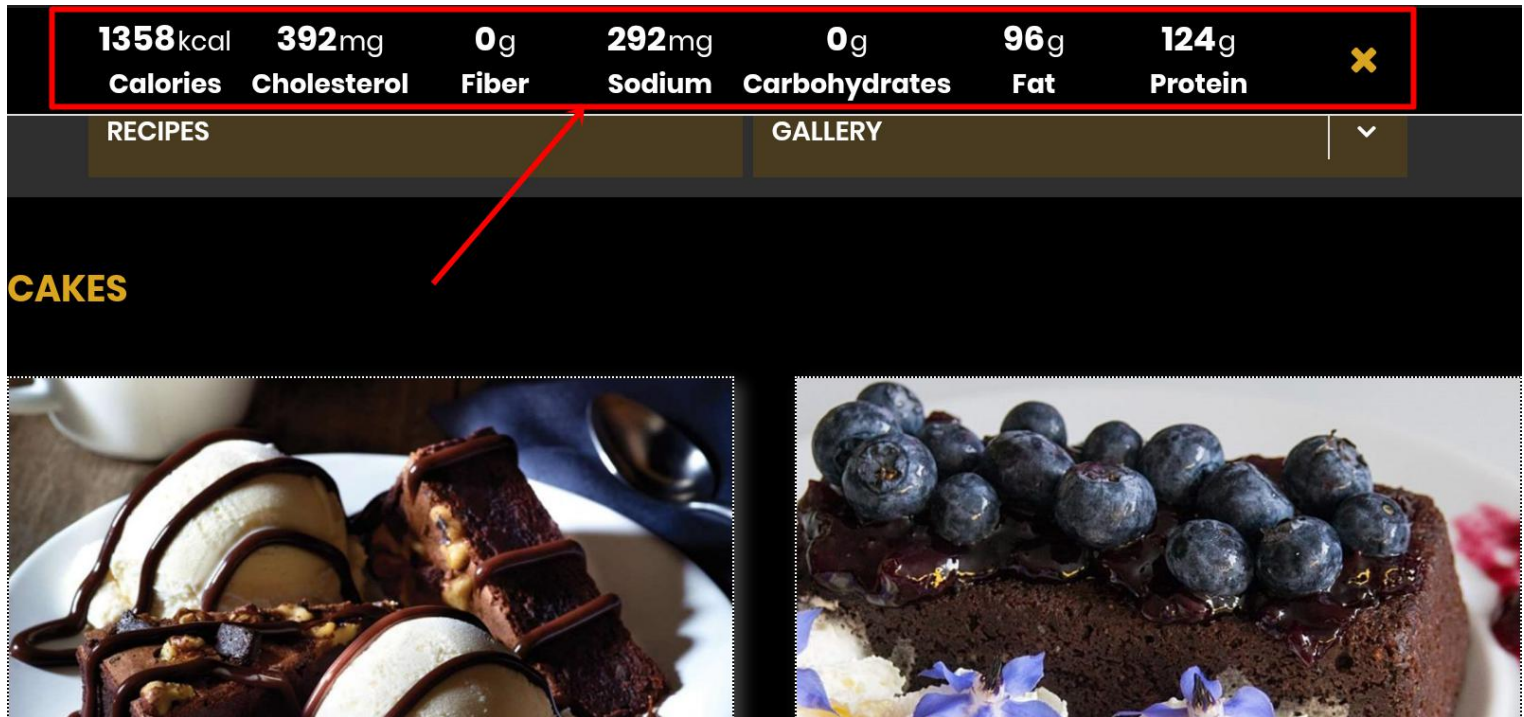 1358kcal 392mg 0g 292mg 0g 96g 124g
Calories Cholesterol Fiber Sodium Carbohydrates Fat Protein
RECIPES GALLERY
CAKES